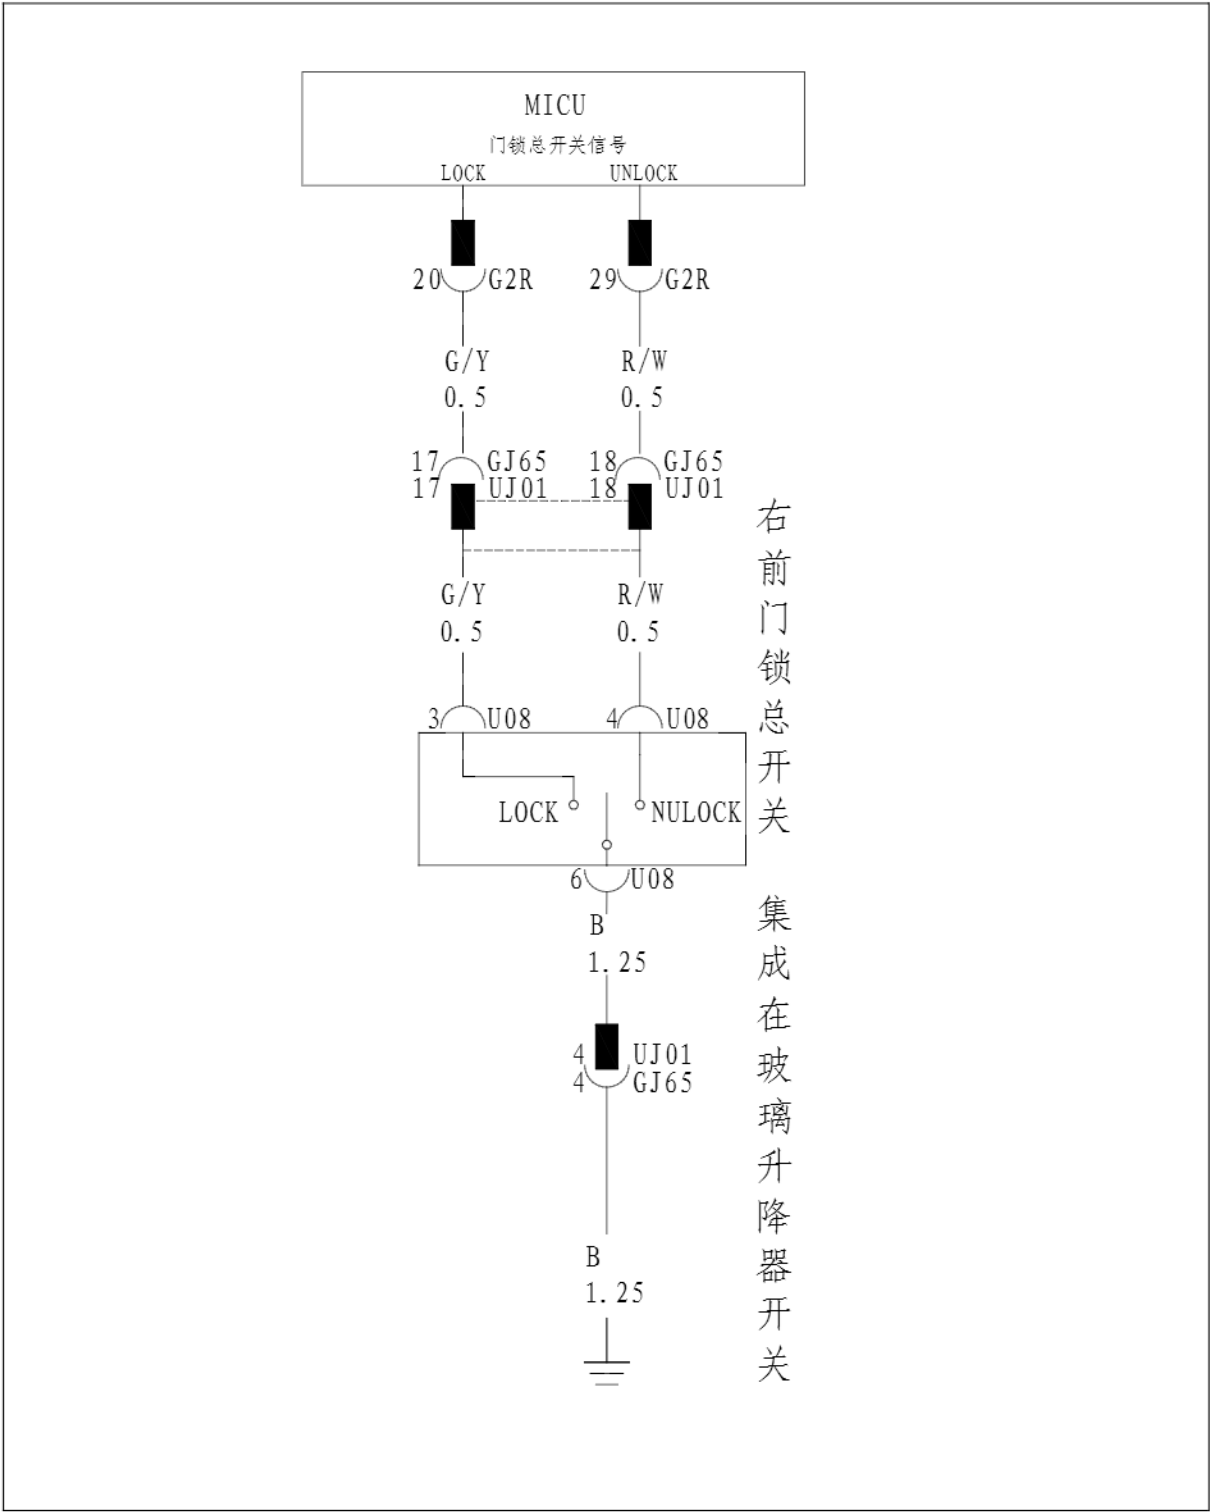 MICU
门锁总开关信号
LOCK UNLOCK
20 G2R 29 G2R
G/Y R/W
0.5 0.5
17 GJ65 18 GJ65
17 UJ01 18 UJ01
G/Y R/W
0.5 0.5
3 U08 4 U08
LOCK NULOCK
6 U08
B
1.25
4 UJ01
4 GJ65
B
1.25
右前门锁总开关 集成在玻璃升降器开关